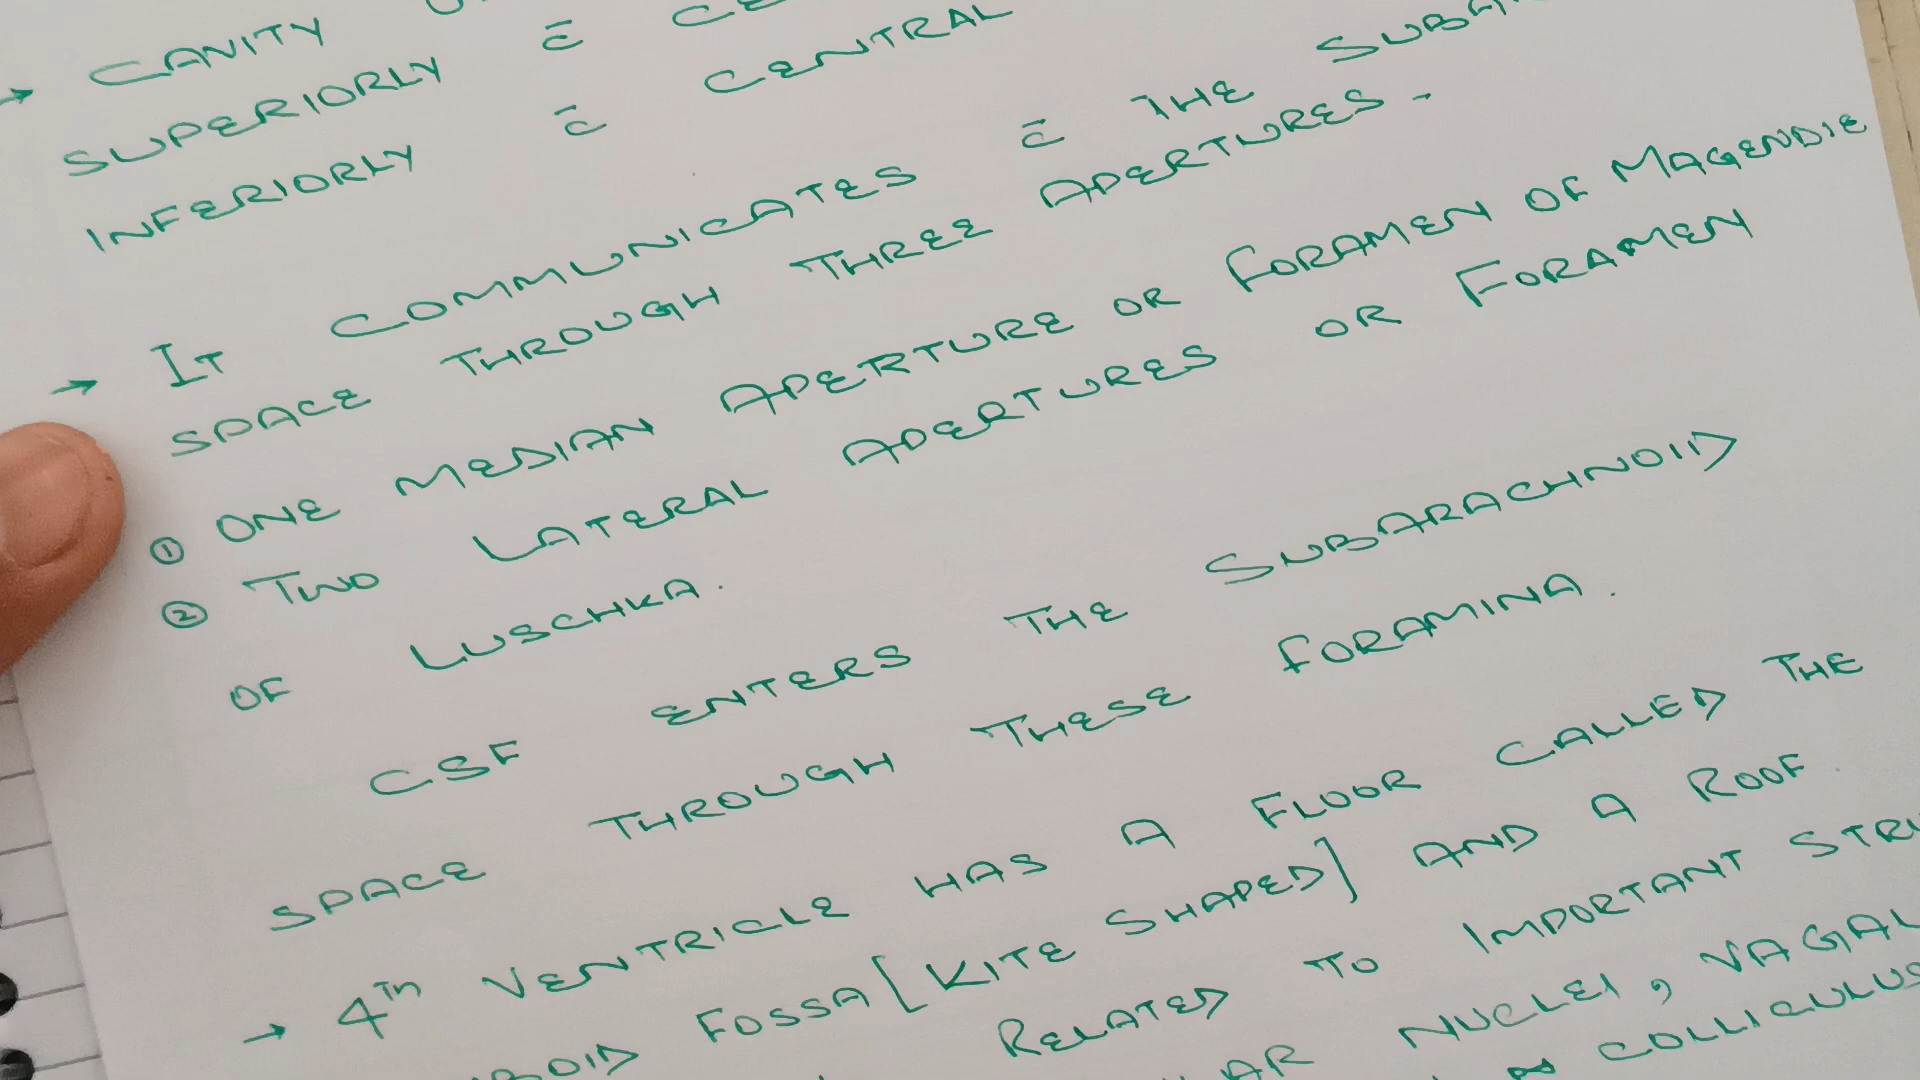 → CAVITY
SUPERIORLY c̄
INFERIORLY c̄ CENTRAL
→ IT COMMUNICATES c̄ THE
SPACE THROUGH THREE APERTURES.
① ONE MEDIAN APERTURE OR FORAMEN OF MAGENDIE
② TWO LATERAL APERTURES OR FORAMEN
OF LUSCHKA.
CSF ENTERS THE SUBARACHNOID
SPACE THROUGH THESE FORAMINA.
→ 4TH VENTRICLE HAS A FLOOR CALLED THE
FOSSA [KITE SHAPED] AND A ROOF
RELATED TO IMPORTANT
NUCLEI, VAGAL
COLLICULUS